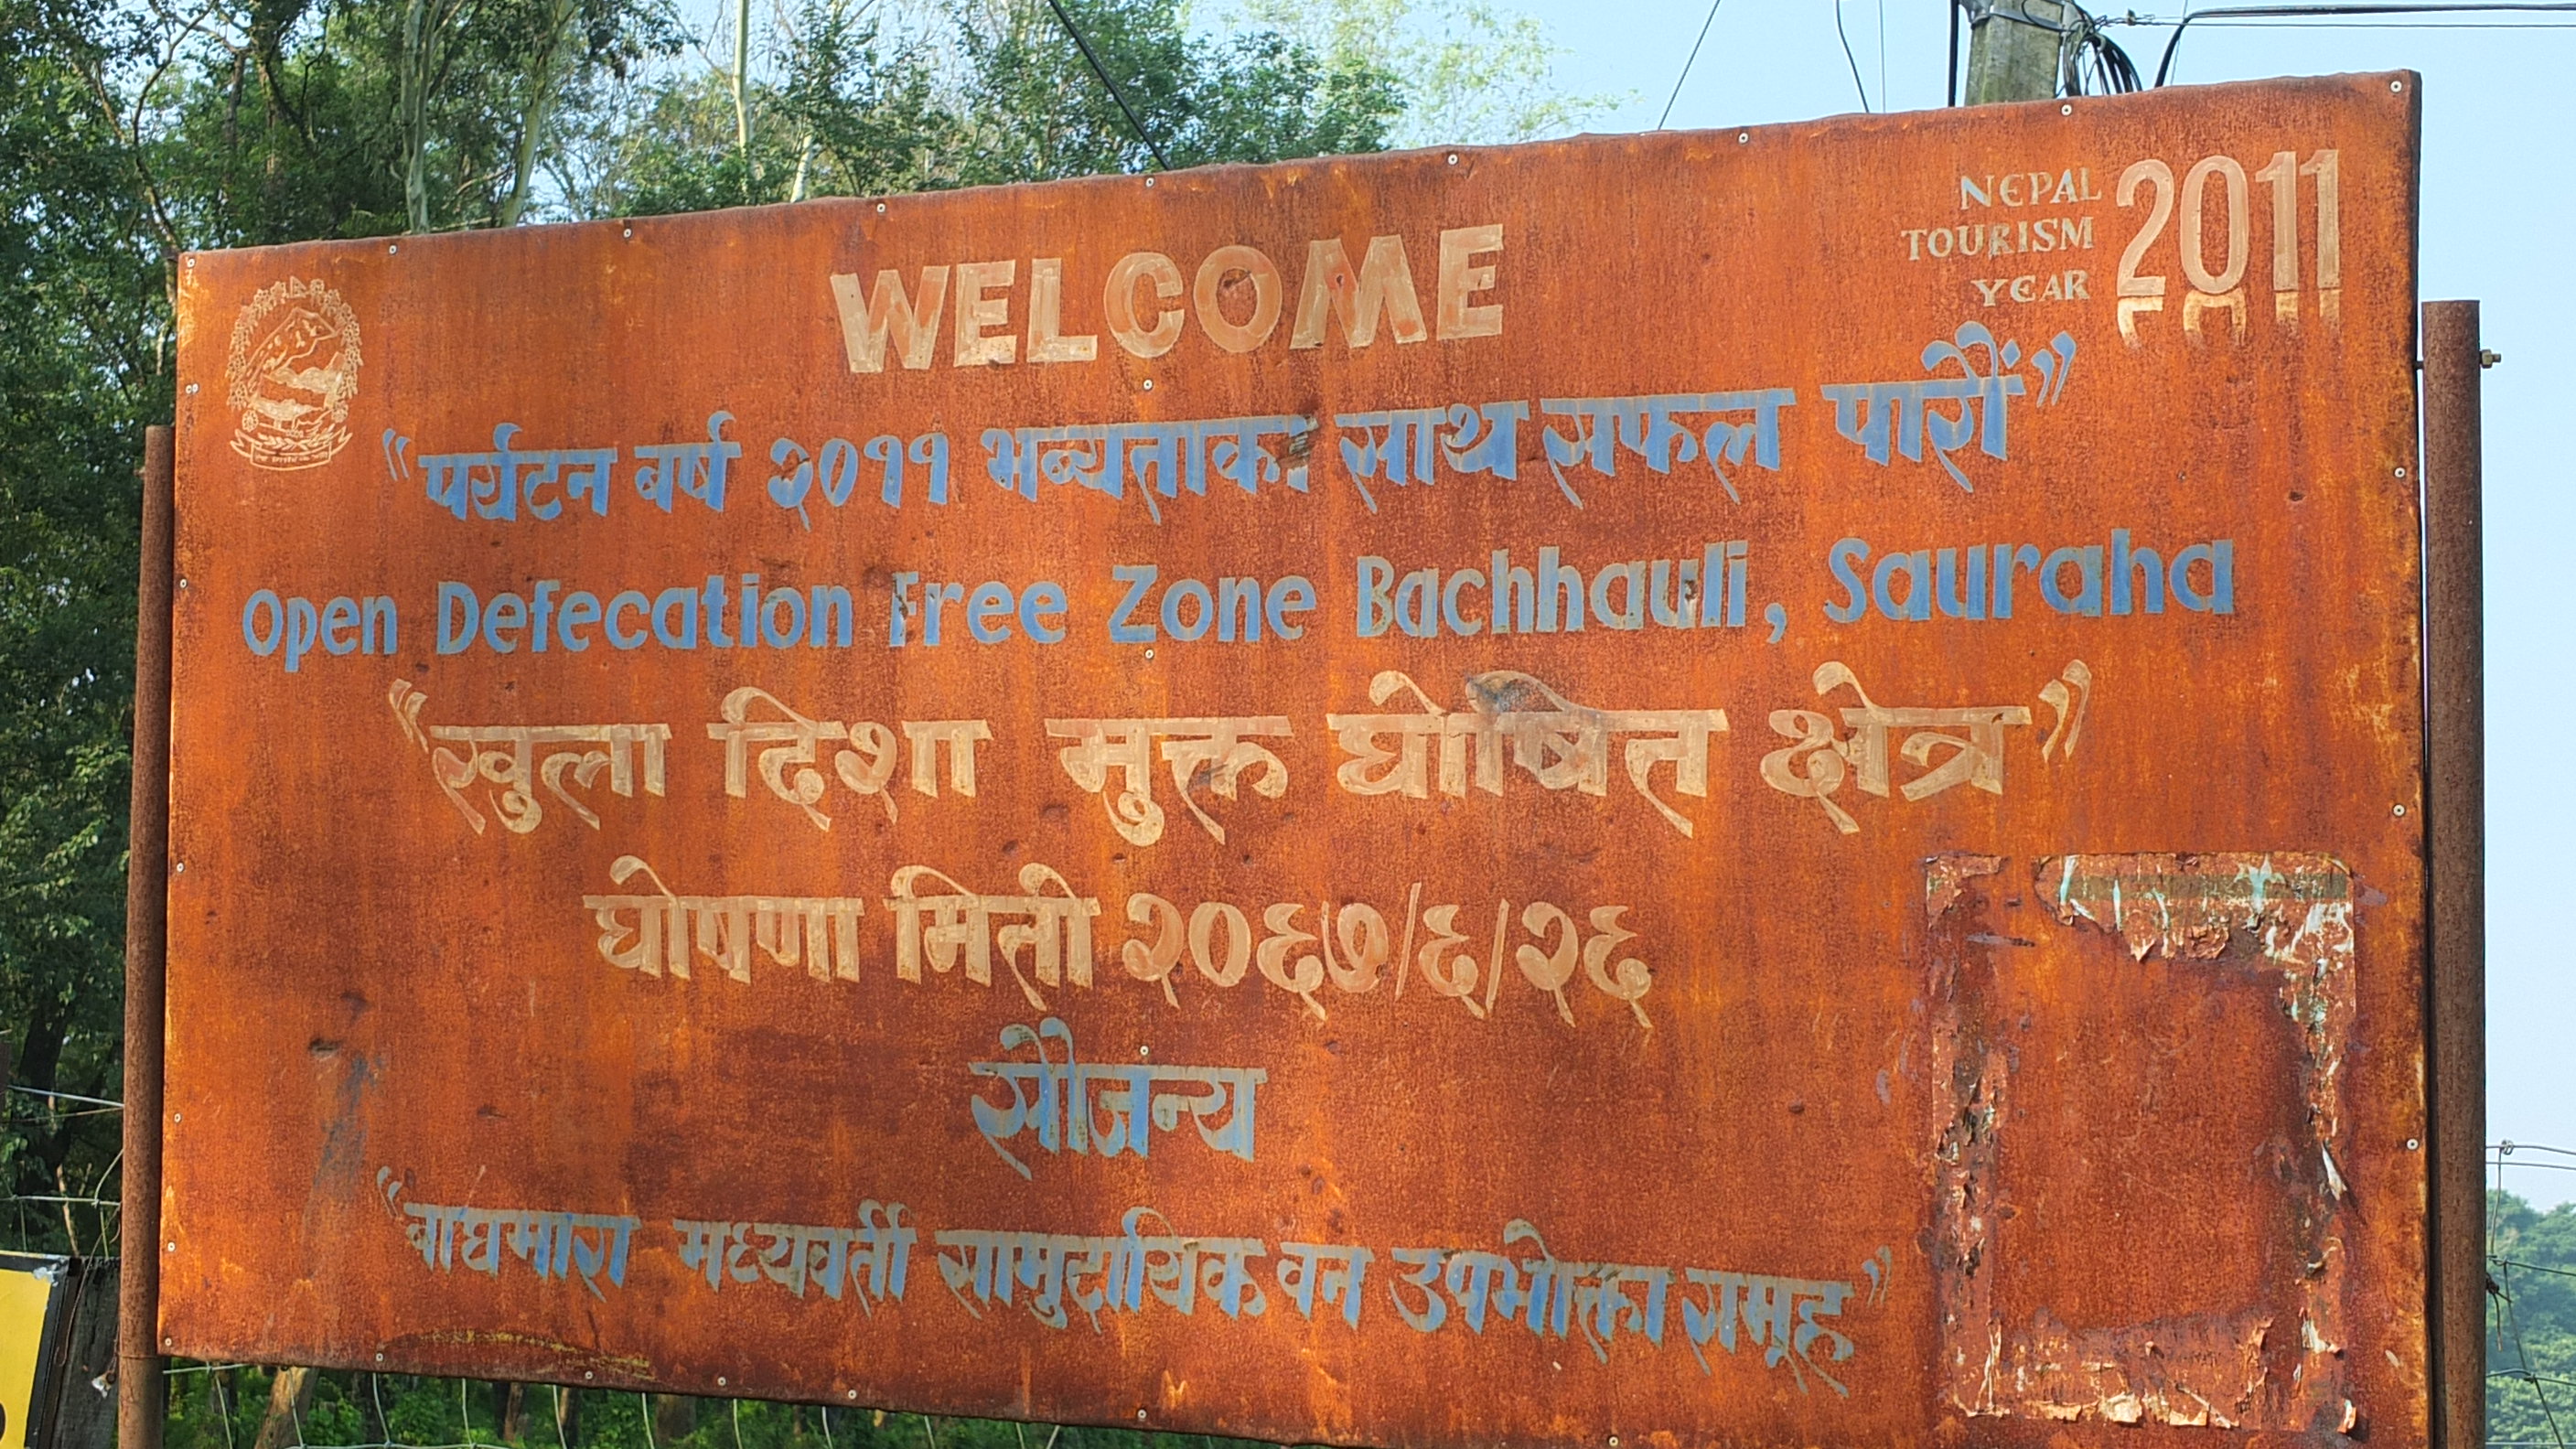 WELCOME
NEPAL
TOURISM
YEAR
2011
"पर्यटन बर्ष २०११ भब्यताका साथ सफल पारौं"
Open Defecation Free Zone Bachhauli, Sauraha
"खुला दिशा मुक्त घोषित क्षेत्र"
घोषणा मिती २०६७/६/२६
सौजन्य
"बाघमारा मध्यवर्ती सामुदायिक वन उपभोक्ता समूह"